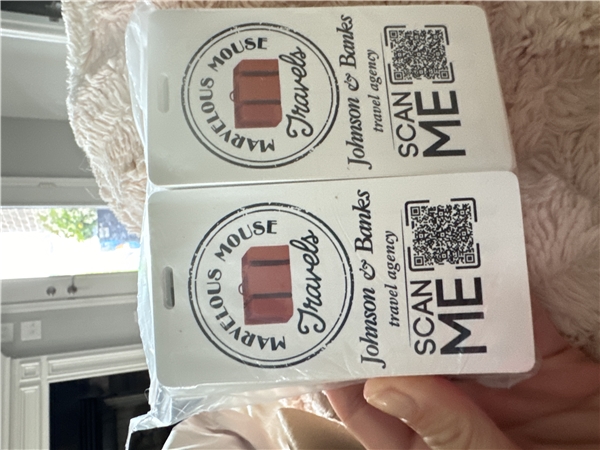 MARVELOUS MOUSE
Travels
Johnson & Banks
travel agency
SCAN
ME
MARVELOUS MOUSE
Travels
Johnson & Banks
travel agency
SCAN
ME